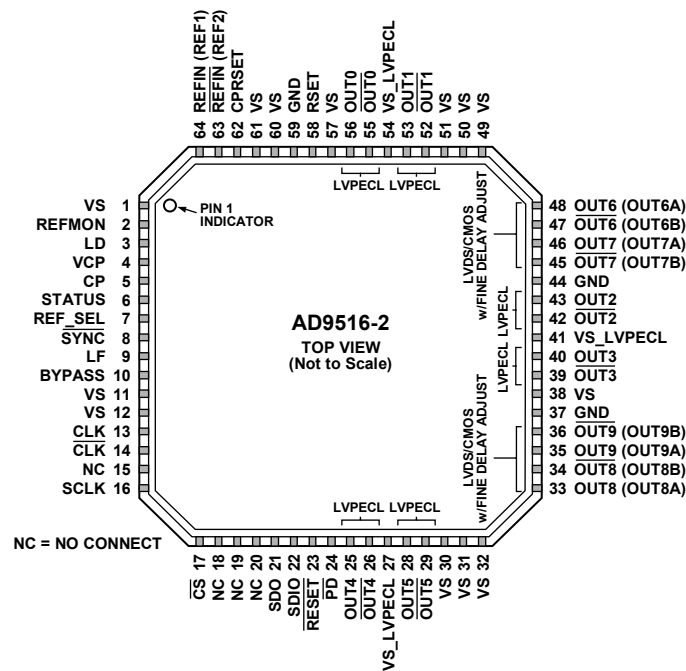 64 REFIN (REF1)
63 REFIN (REF2)
62 CPRSET
61 VS
60 VS
59 GND
58 RSET
57 VS
56 OUT0
55 OUT0
54 VS_LVPECL
53 OUT1
52 OUT1
51 VS
50 VS
49 VS
LVPECL LVPECL
PIN 1
INDICATOR
VS 1
REFMON 2
LD 3
VCP 4
CP 5
STATUS 6
REF_SEL 7
SYNC 8
LF 9
BYPASS 10
VS 11
VS 12
CLK 13
CLK 14
NC 15
SCLK 16
AD9516-2
TOP VIEW
(Not to Scale)
LVDS/CMOS
w/FINE DELAY ADJUST
LVPECL
LVPECL
LVDS/CMOS
w/FINE DELAY ADJUST
48 OUT6 (OUT6A)
47 OUT6 (OUT6B)
46 OUT7 (OUT7A)
45 OUT7 (OUT7B)
44 GND
43 OUT2
42 OUT2
41 VS_LVPECL
40 OUT3
39 OUT3
38 VS
37 GND
36 OUT9 (OUT9B)
35 OUT9 (OUT9A)
34 OUT8 (OUT8B)
33 OUT8 (OUT8A)
LVPECL LVPECL
NC = NO CONNECT
CS 17
NC 18
NC 19
NC 20
SDO 21
SDIO 22
RESET 23
PD 24
OUT4 25
OUT4 26
VS_LVPECL 27
OUT5 28
OUT5 29
VS 30
VS 31
VS 32